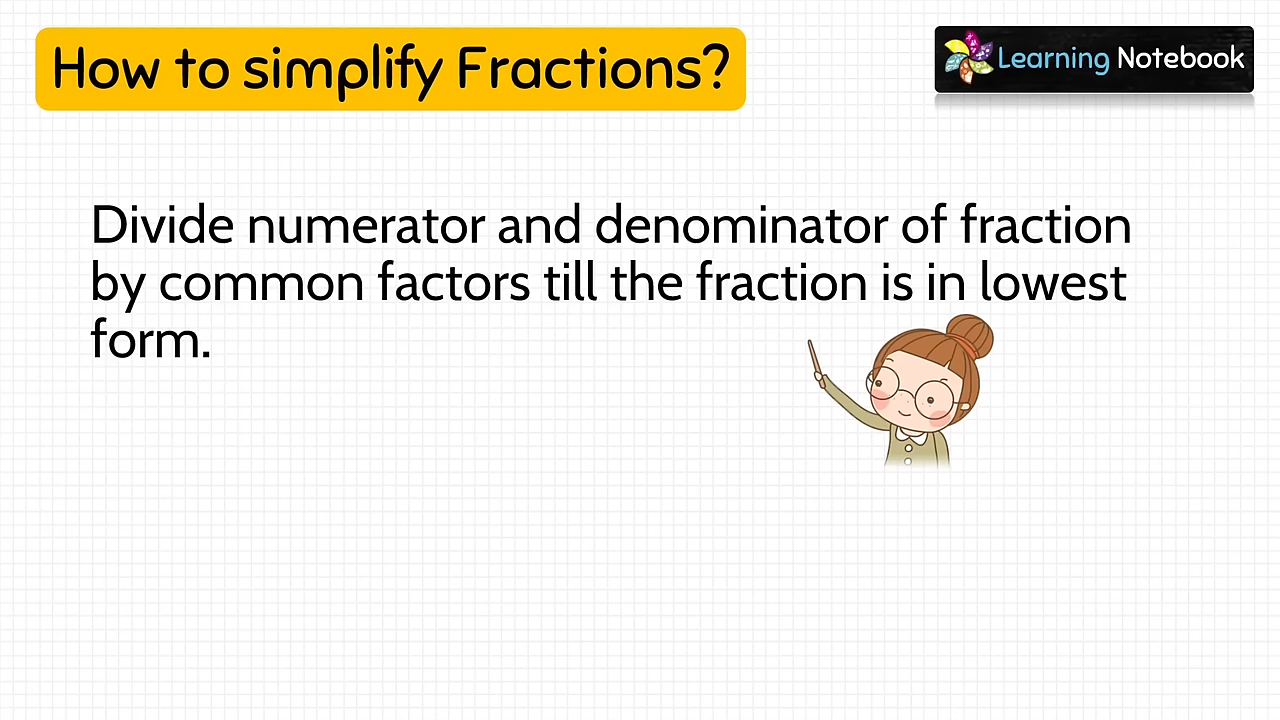 How to simplify Fractions?
Learning Notebook
Divide numerator and denominator of fraction
by common factors till the fraction is in lowest
form.